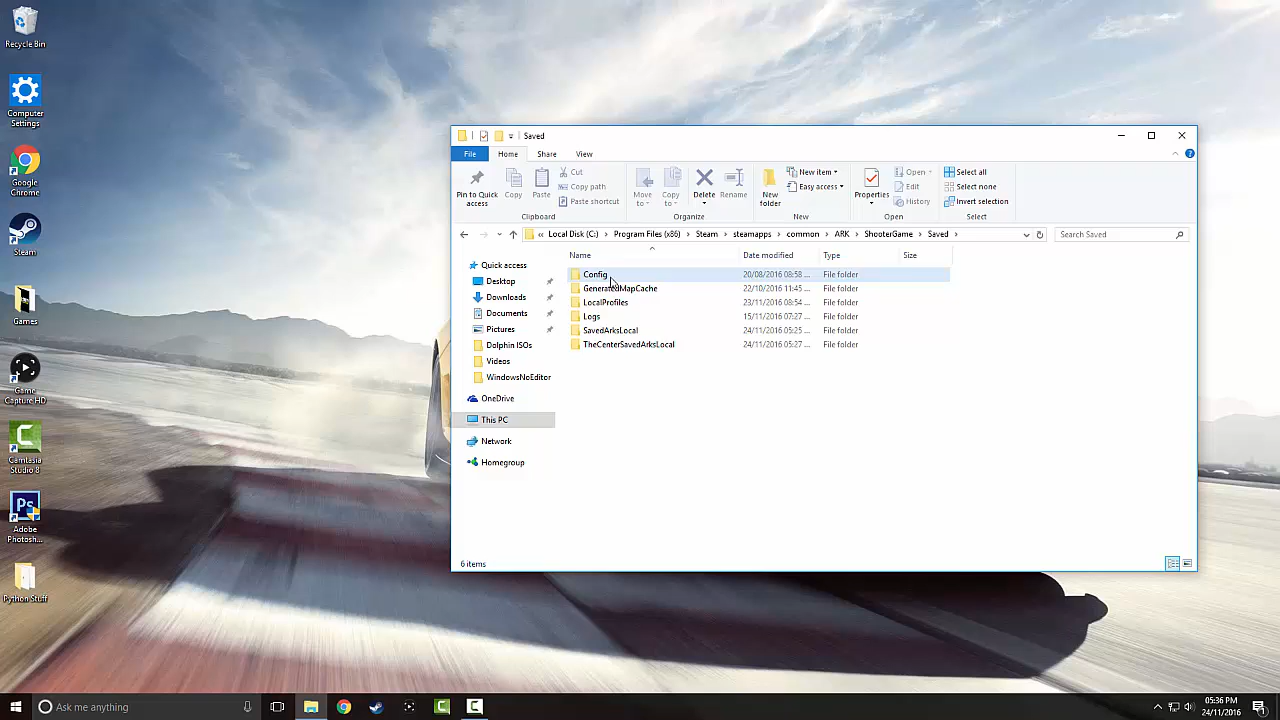 Recycle Bin
Computer
Settings
Google
Chrome
Steam
Games
Game
Capture HD
Camtasia
Studio 8
Ps
Adobe
Photosh...
Python Stuff
Saved
File
Home
Share
View
Pin to Quick
access
Copy
Paste
Cut
Copy path
Paste shortcut
Clipboard
Move
to
Copy
to
Delete
Rename
Organize
New
folder
New item
Easy access
New
Properties
Open
Edit
History
Open
Select all
Select none
Invert selection
Select
« Local Disk (C:) > Program Files (x86) > Steam > steamapps > common > ARK > ShooterGame > Saved >
Search Saved
Name
Date modified
Type
Size
Config 20/08/2016 08:58 ... File folder
GeneratedMapCache 22/10/2016 11:45 ... File folder
LocalProfiles 23/11/2016 08:54 ... File folder
Logs 15/11/2016 07:27 ... File folder
SavedArksLocal 24/11/2016 05:25 ... File folder
TheCenterSavedArksLocal 24/11/2016 05:27 ... File folder
Quick access
Desktop
Downloads
Documents
Pictures
Dolphin ISOs
Videos
WindowsNoEditor
OneDrive
This PC
Network
Homegroup
6 items
Ask me anything
05:36 PM
24/11/2016